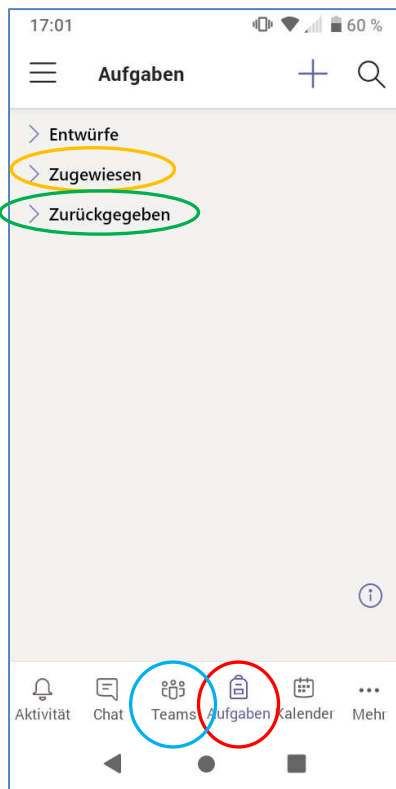 17:01 60 %
Aufgaben
Entwürfe
Zugewiesen
Zurückgegeben
Aktivität Chat Teams Aufgaben Kalender Mehr